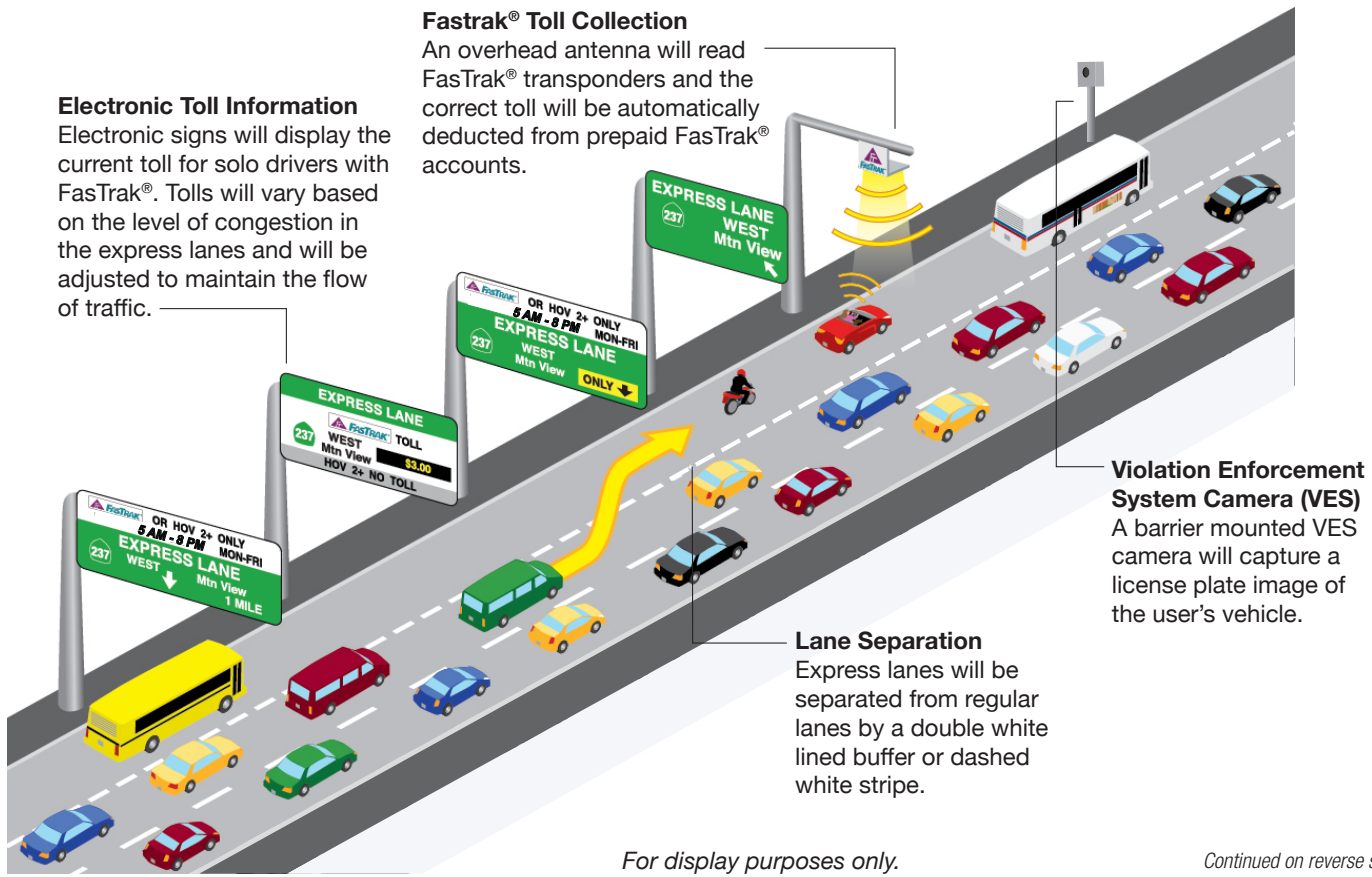 Fastrak® Toll Collection
An overhead antenna will read
FasTrak® transponders and the
correct toll will be automatically
deducted from prepaid FasTrak®
accounts.
Electronic Toll Information
Electronic signs will display the
current toll for solo drivers with
FasTrak®. Tolls will vary based
on the level of congestion in
the express lanes and will be
adjusted to maintain the flow
of traffic.
FASTRAK
EXPRESS LANE
237
WEST
Mtn View
FASTRAK
OR HOV 2+ ONLY
5 AM - 8 PM MON-FRI
EXPRESS LANE
237
WEST
Mtn View
ONLY
EXPRESS LANE
FASTRAK TOLL
237
WEST
Mtn View
$3.00
HOV 2+ NO TOLL
FASTRAK
OR HOV 2+ ONLY
5 AM - 8 PM MON-FRI
EXPRESS LANE
237
WEST
Mtn View
1 MILE
Violation Enforcement
System Camera (VES)
A barrier mounted VES
camera will capture a
license plate image of
the user's vehicle.
Lane Separation
Express lanes will be
separated from regular
lanes by a double white
lined buffer or dashed
white stripe.
For display purposes only.
Continued on reverse s